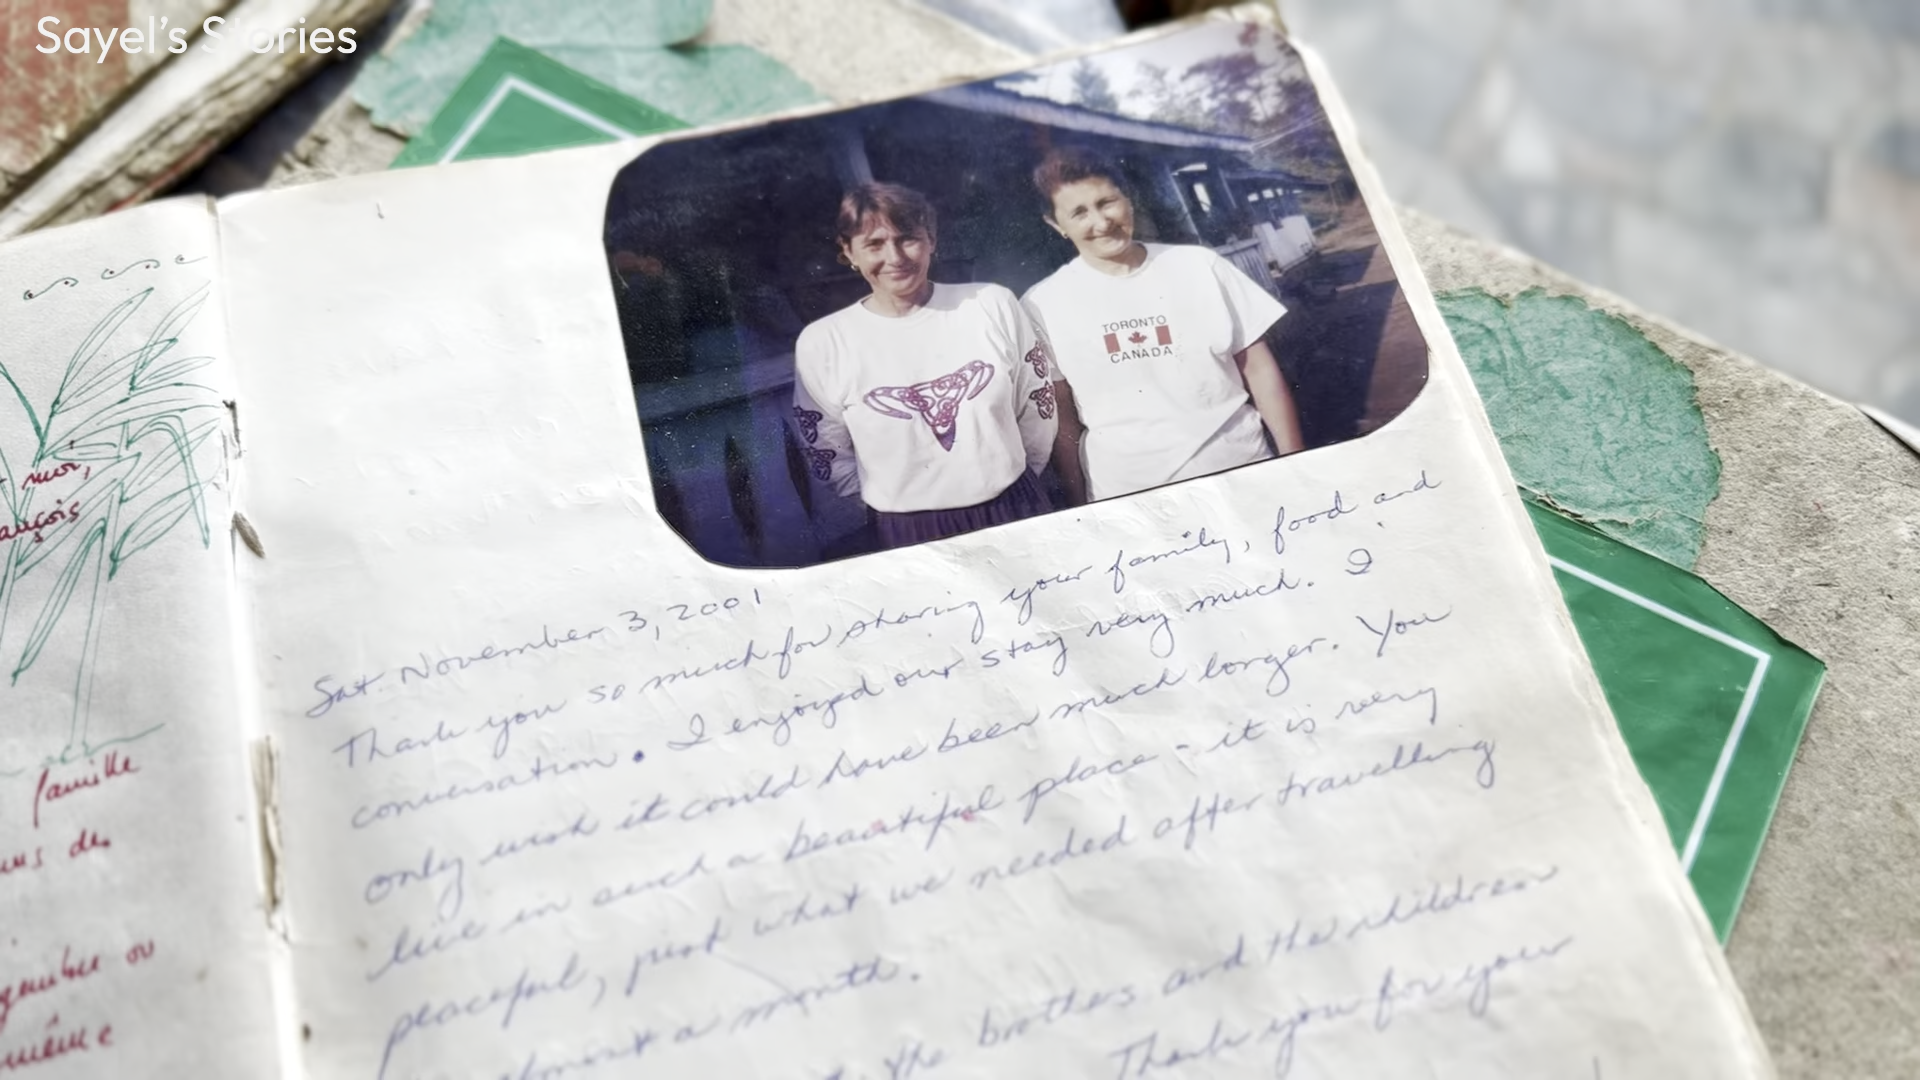 Sayel's Stories
TORONTO
CANADA
moi,
famille
même
Sat. November 3, 2001
Thank you so much for sharing your family, food and
conversation. I enjoyed our stay very much. I
only wish it could have been much longer. You
live in such a beautiful place - it is very
peaceful, just what we needed after travelling
almost a month.
the brothers and the children
Thank you for your